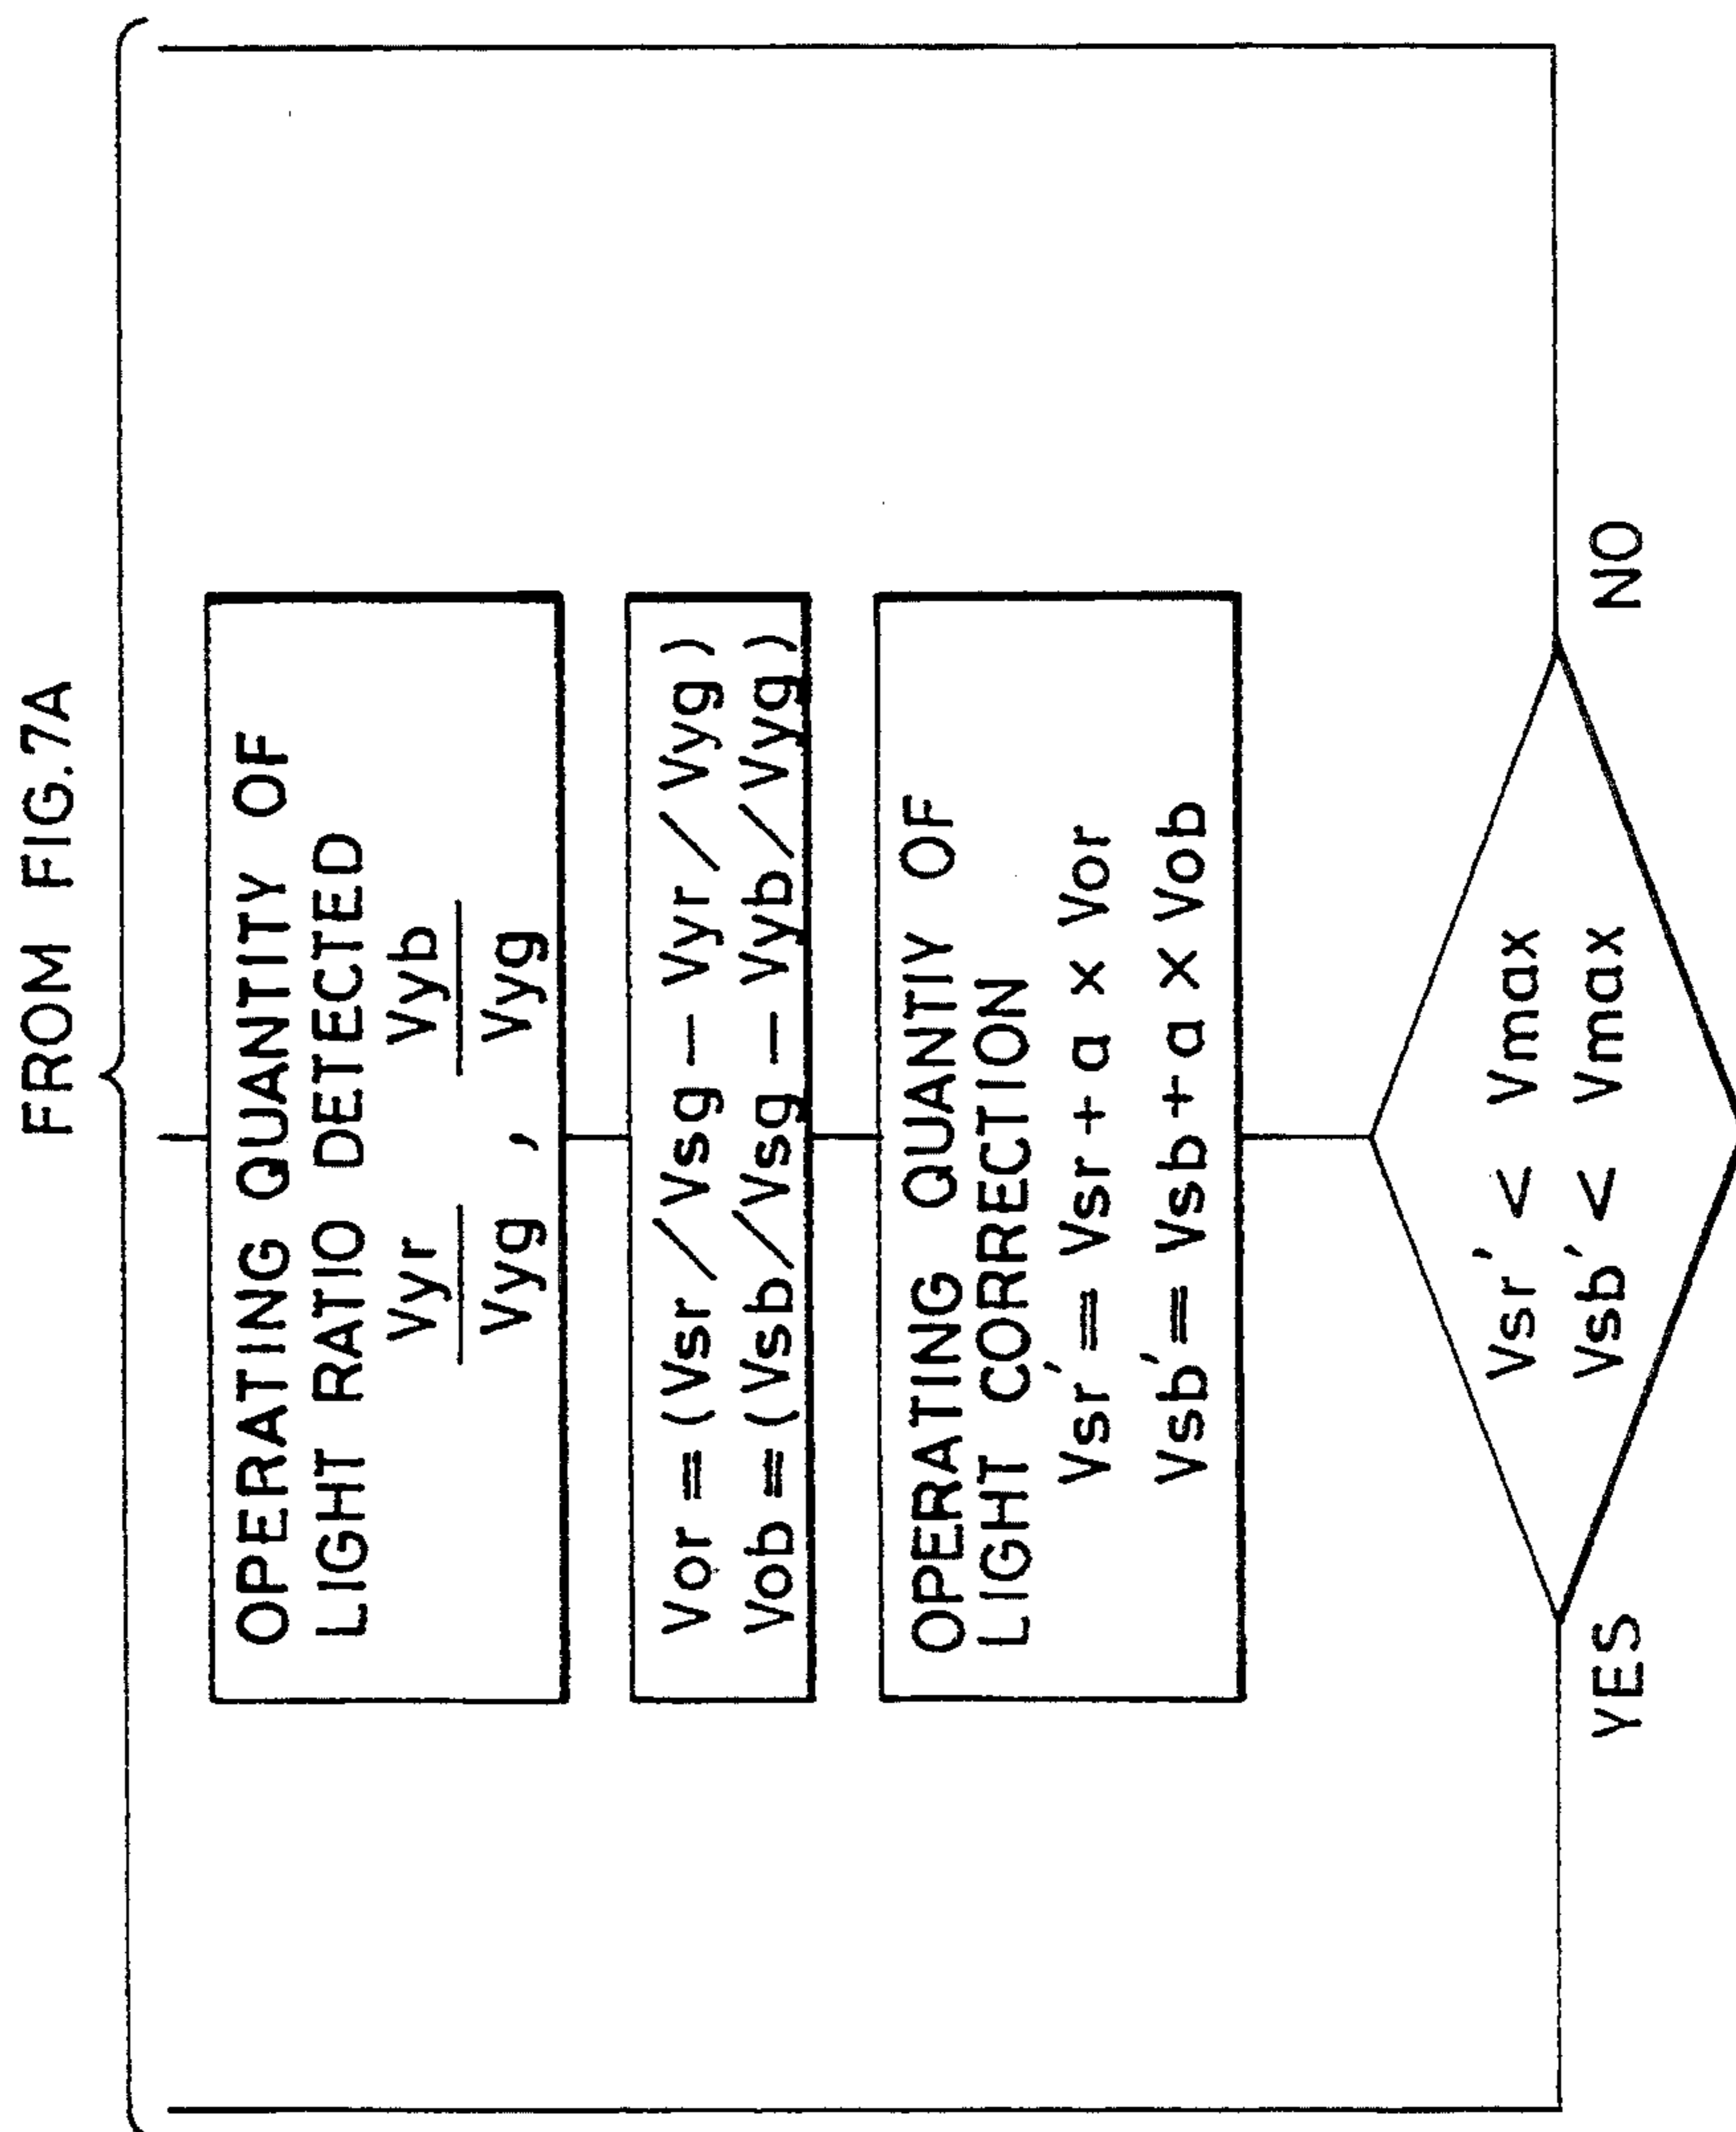 FROM FIG.7A
OPERATING QUANTITY OF
LIGHT RATIO DETECTED
Vyr Vyb
Vyg , Vyg
Vor = (Vsr/Vsg - Vyr/Vyg)
Vob = (Vsb/Vsg - Vyb/Vyg)
OPERATING QUANTIY OF
LIGHT CORRECTION
Vsr' = Vsr + a x Vor
Vsb' = Vsb + a x Vob
Vsr' < Vmax
Vsb' < Vmax
YES NO